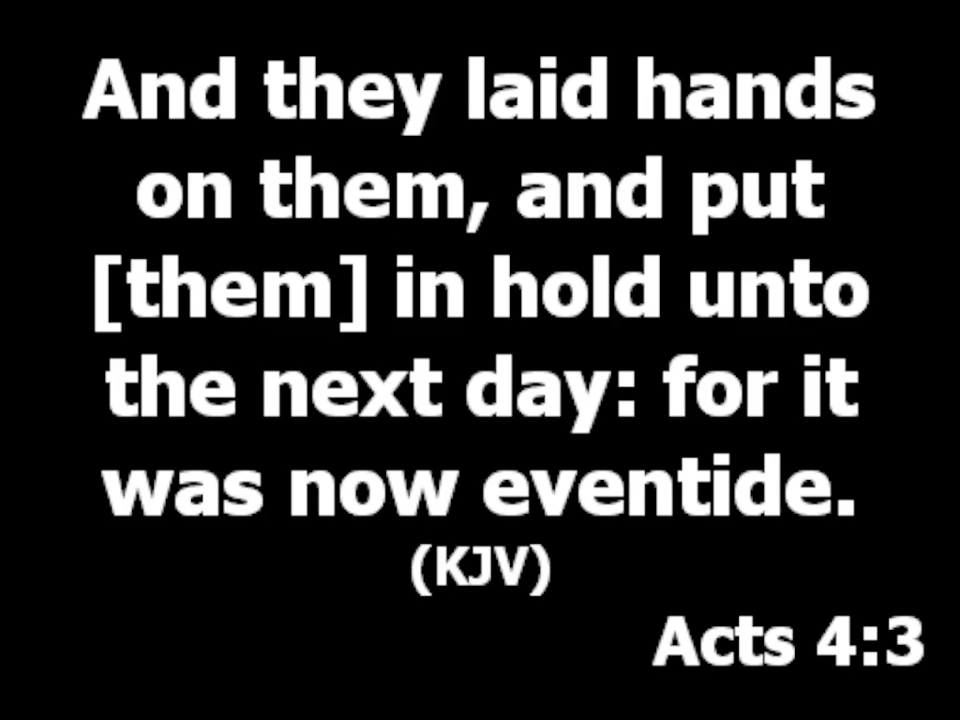 And they laid hands
on them, and put
[them] in hold unto
the next day: for it
was now eventide.
(KJV)
Acts 4:3